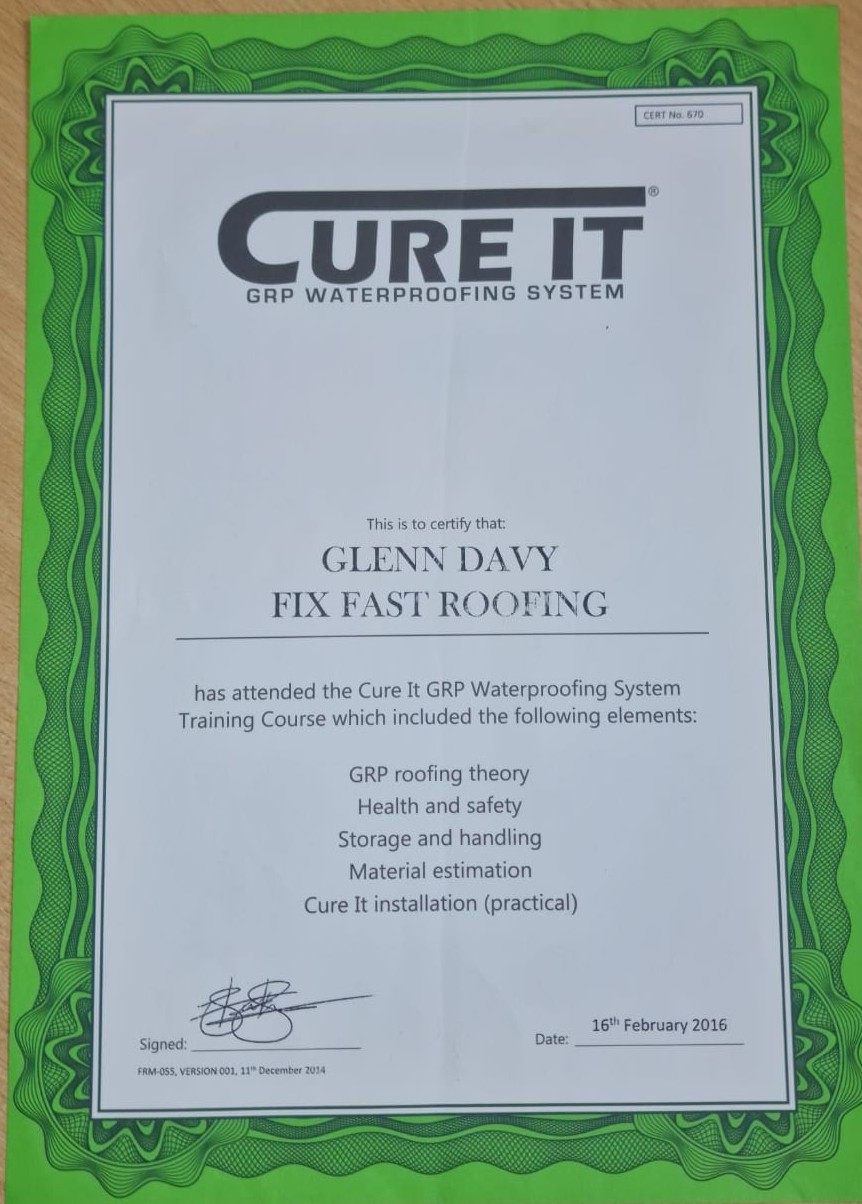 CERT No. 670
CURE IT®
GRP WATERPROOFING SYSTEM
This is to certify that:
GLENN DAVY
FIX FAST ROOFING
has attended the Cure It GRP Waterproofing System
Training Course which included the following elements:
GRP roofing theory
Health and safety
Storage and handling
Material estimation
Cure It installation (practical)
Signed:
Date: 16th February 2016
FRM-055, VERSION 001, 11th December 2014